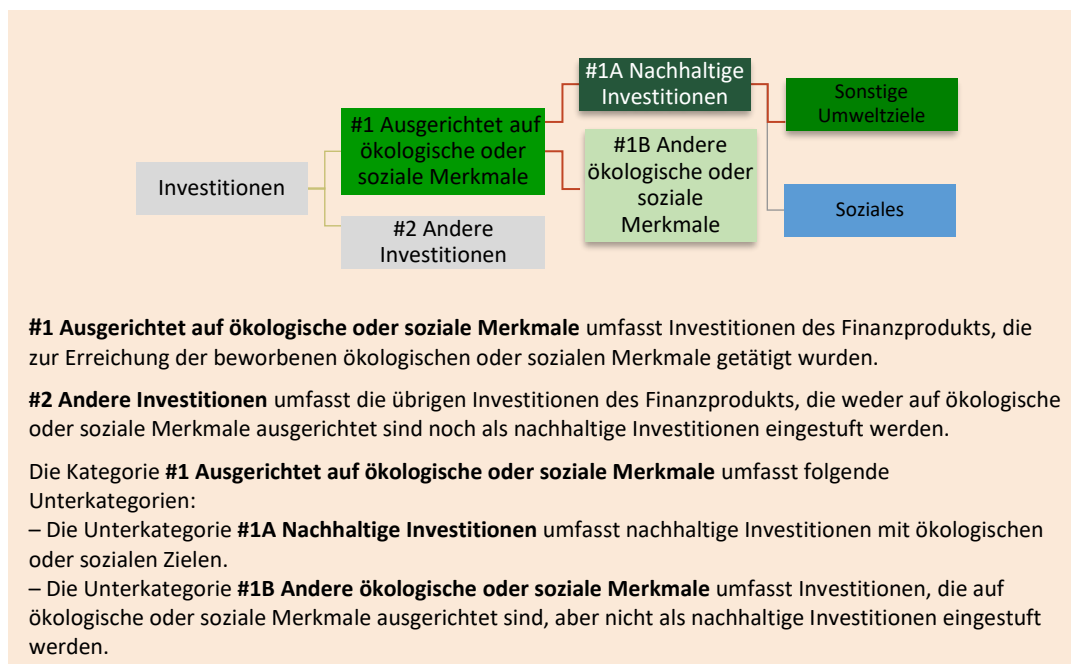 #1A Nachhaltige
Investitionen
Sonstige
Umweltziele
#1 Ausgerichtet auf
ökologische oder
soziale Merkmale
#1B Andere
ökologische oder
soziale
Merkmale
Investitionen
Soziales
#2 Andere
Investitionen
#1 Ausgerichtet auf ökologische oder soziale Merkmale umfasst Investitionen des Finanzprodukts, die
zur Erreichung der beworbenen ökologischen oder sozialen Merkmale getätigt wurden.
#2 Andere Investitionen umfasst die übrigen Investitionen des Finanzprodukts, die weder auf ökologische
oder soziale Merkmale ausgerichtet sind noch als nachhaltige Investitionen eingestuft werden.
Die Kategorie #1 Ausgerichtet auf ökologische oder soziale Merkmale umfasst folgende
Unterkategorien:
– Die Unterkategorie #1A Nachhaltige Investitionen umfasst nachhaltige Investitionen mit ökologischen
oder sozialen Zielen.
– Die Unterkategorie #1B Andere ökologische oder soziale Merkmale umfasst Investitionen, die auf
ökologische oder soziale Merkmale ausgerichtet sind, aber nicht als nachhaltige Investitionen eingestuft
werden.